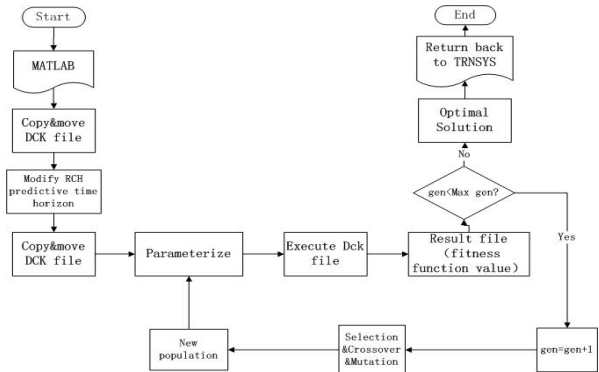 Start
MATLAB
Copy&move
DCK file
Modify RCH
predictive time
horizon
Copy&move
DCK file
Parameterize
Execute Dck
file
Result file
(fitness
function value)
gen<Max gen?
No
Optimal
Solution
Return back
to TRNSYS
End
Yes
gen=gen+1
Selection
&Crossover
&Mutation
New
population